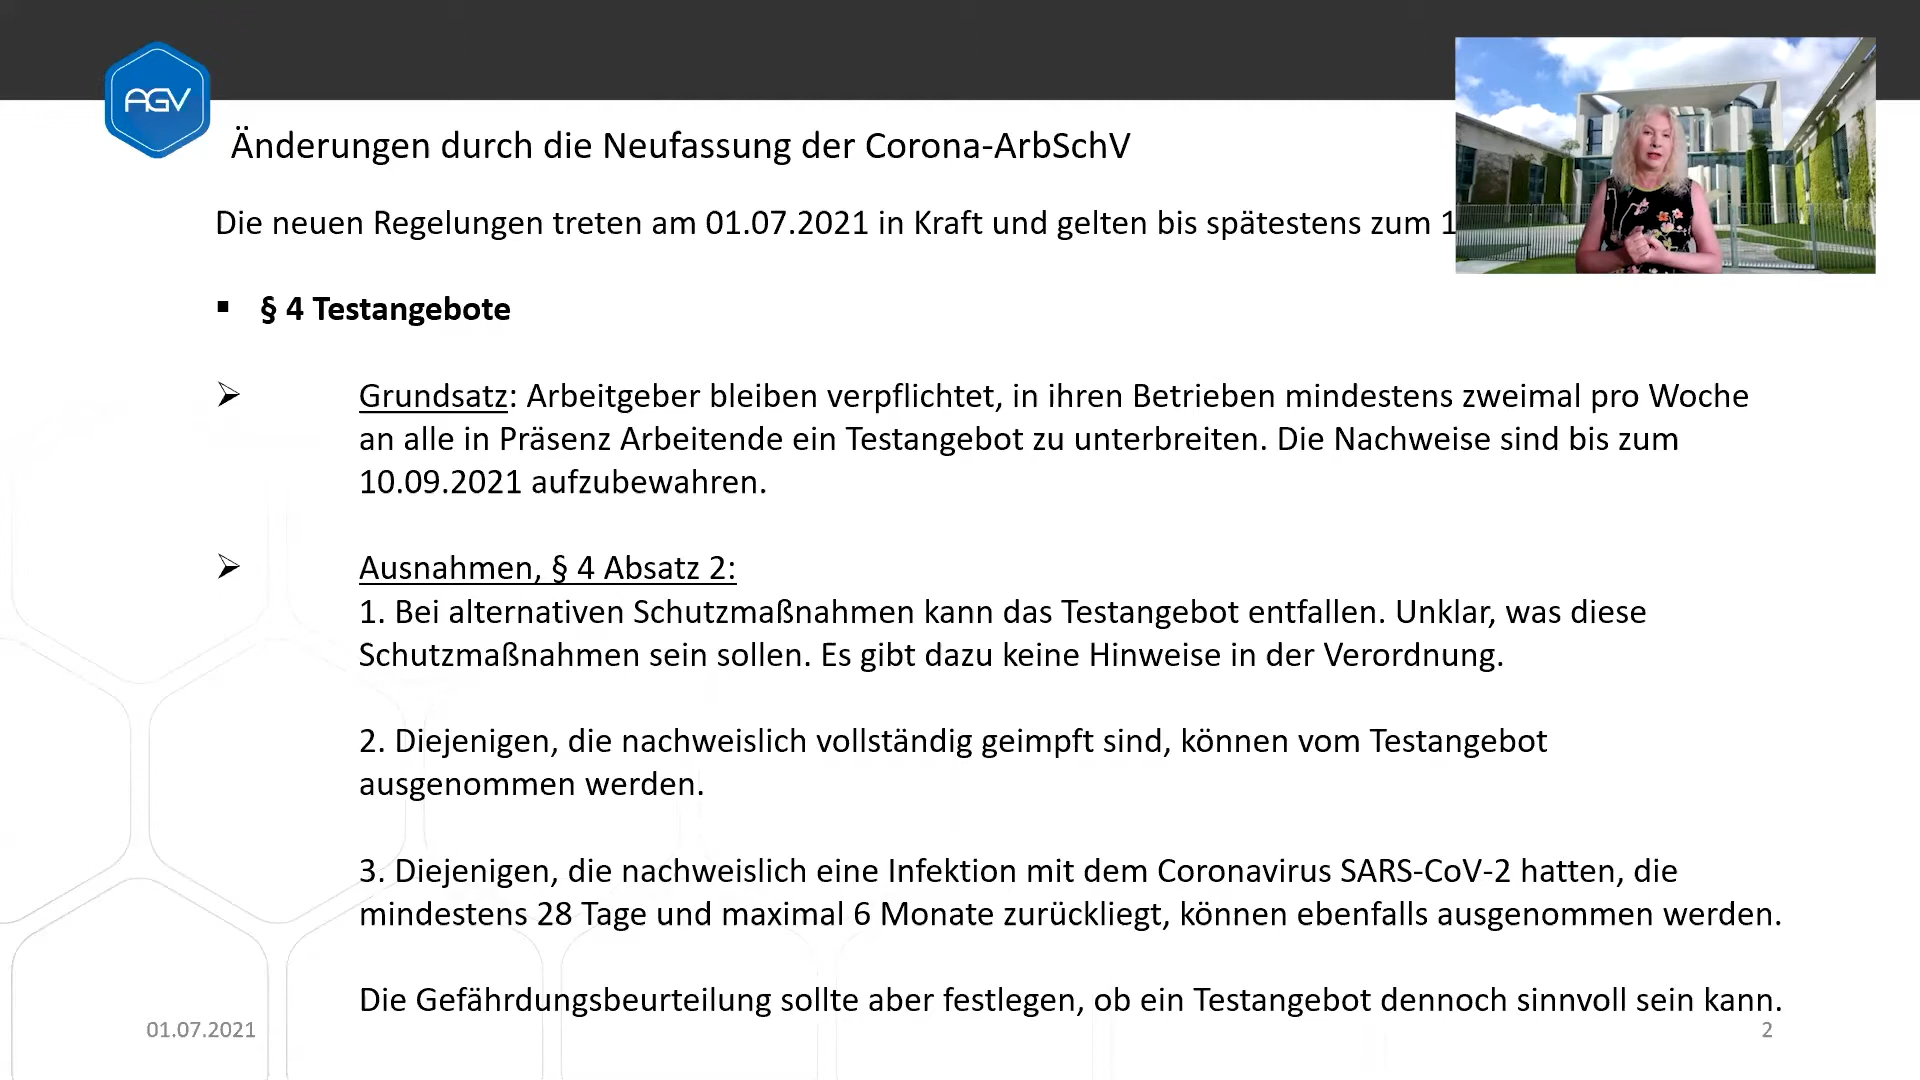 AGV
Änderungen durch die Neufassung der Corona-ArbSchV
Die neuen Regelungen treten am 01.07.2021 in Kraft und gelten bis spätestens zum 1
▪ § 4 Testangebote
➢ Grundsatz: Arbeitgeber bleiben verpflichtet, in ihren Betrieben mindestens zweimal pro Woche
an alle in Präsenz Arbeitende ein Testangebot zu unterbreiten. Die Nachweise sind bis zum
10.09.2021 aufzubewahren.
➢ Ausnahmen, § 4 Absatz 2:
1. Bei alternativen Schutzmaßnahmen kann das Testangebot entfallen. Unklar, was diese
Schutzmaßnahmen sein sollen. Es gibt dazu keine Hinweise in der Verordnung.
2. Diejenigen, die nachweislich vollständig geimpft sind, können vom Testangebot
ausgenommen werden.
3. Diejenigen, die nachweislich eine Infektion mit dem Coronavirus SARS-CoV-2 hatten, die
mindestens 28 Tage und maximal 6 Monate zurückliegt, können ebenfalls ausgenommen werden.
Die Gefährdungsbeurteilung sollte aber festlegen, ob ein Testangebot dennoch sinnvoll sein kann.
01.07.2021
2